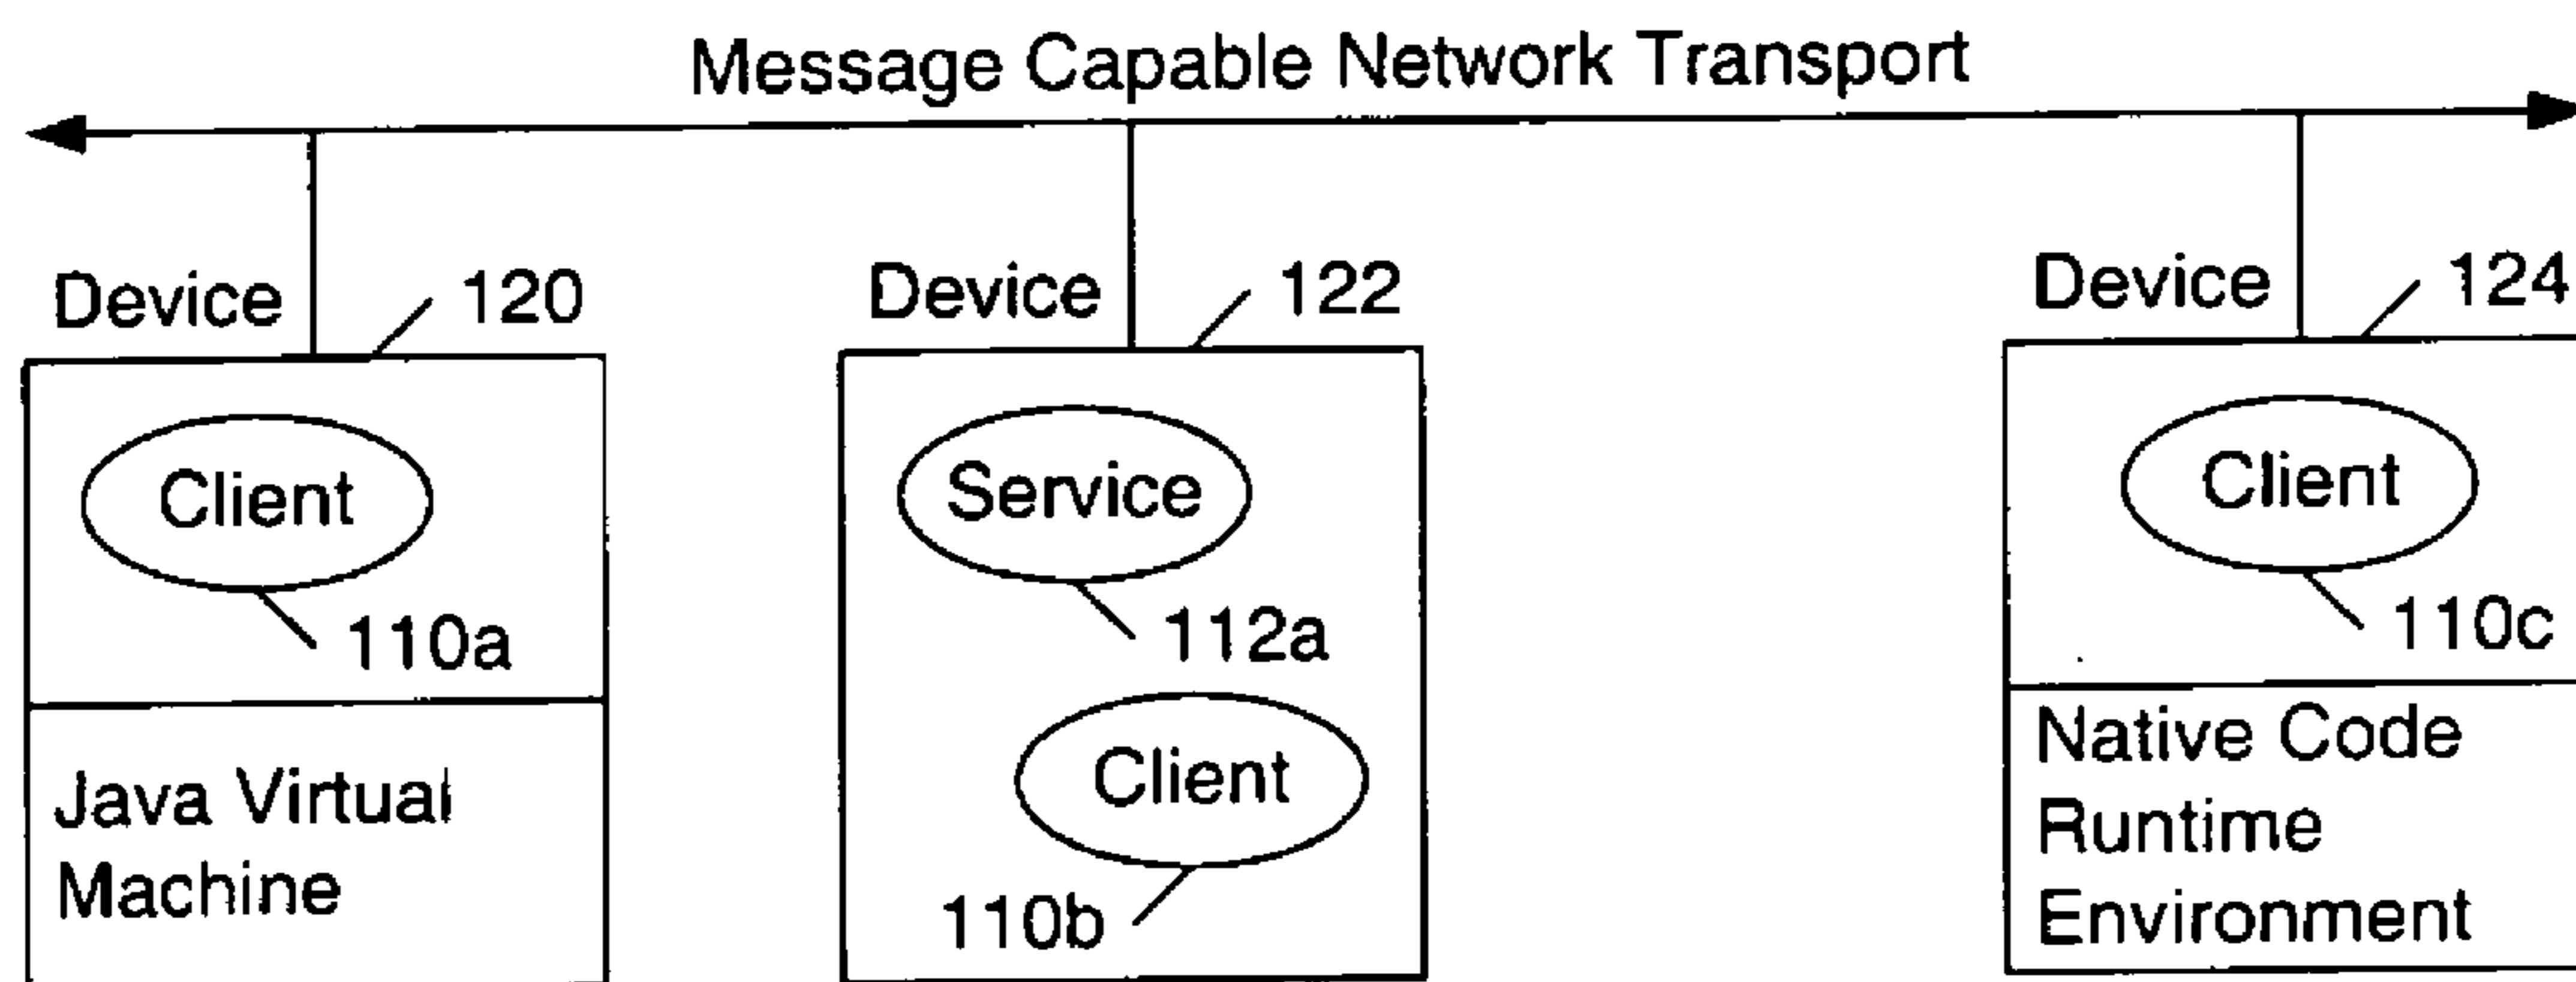 Message Capable Network Transport
Device
120
Device
122
Device
124
Client
110a
Java Virtual
Machine
Service
112a
Client
110b
Client
110c
Native Code
Runtime
Environment